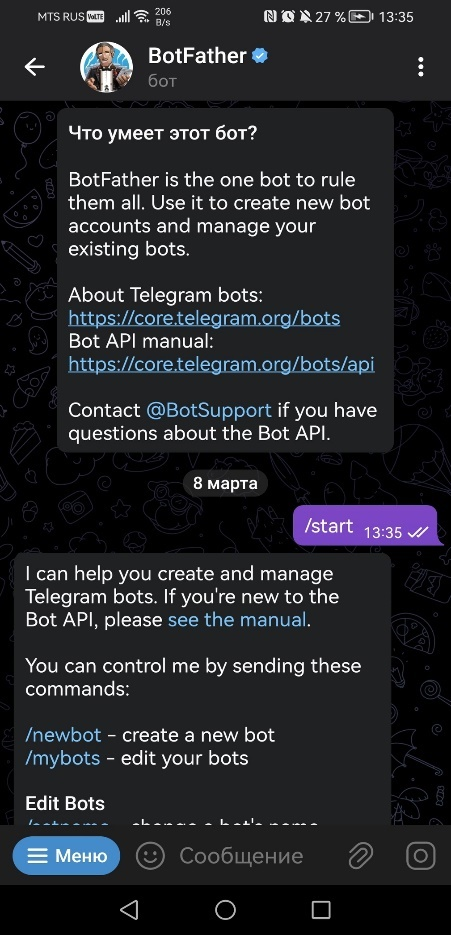 MTS RUS VoLTE 206 B/s 27 % 13:35
BotFather
бот
Что умеет этот бот?
BotFather is the one bot to rule
them all. Use it to create new bot
accounts and manage your
existing bots.
About Telegram bots:
https://core.telegram.org/bots
Bot API manual:
https://core.telegram.org/bots/api
Contact @BotSupport if you have
questions about the Bot API.
8 марта
/start 13:35
I can help you create and manage
Telegram bots. If you're new to the
Bot API, please see the manual.
You can control me by sending these
commands:
/newbot – create a new bot
/mybots – edit your bots
Edit Bots
/setname – change a bot's name
Меню
Сообщение